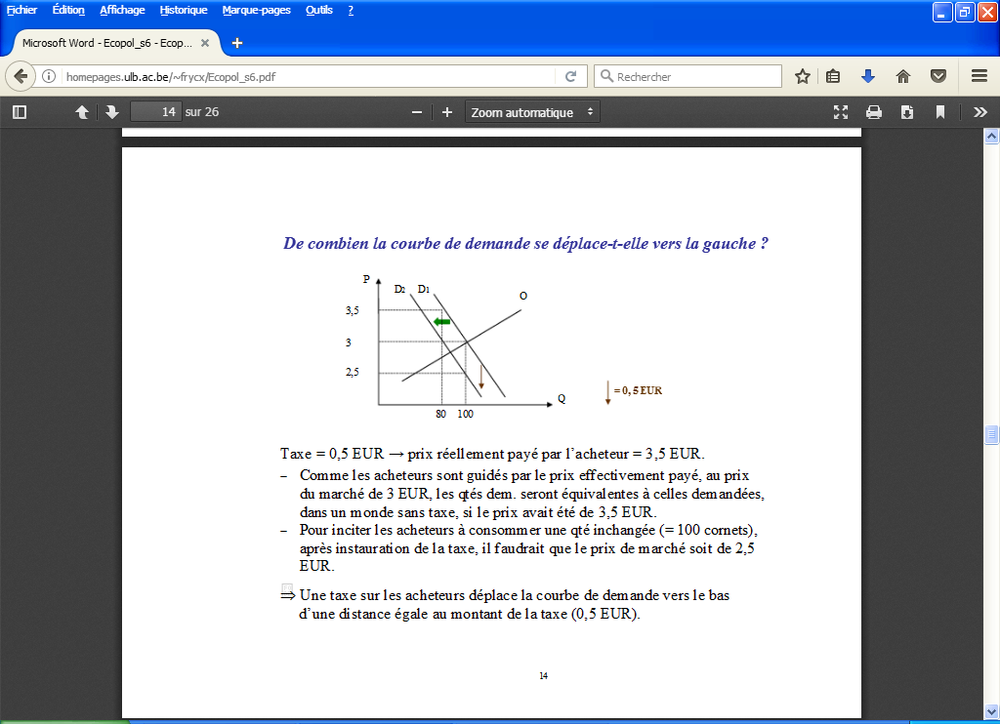 Fichier Édition Affichage Historique Marque-pages Outils ?
Microsoft Word - Ecopol_s6 - Ecop...
homepages.ulb.ac.be/~frycx/Ecopol_s6.pdf
Rechercher
14 sur 26
Zoom automatique
De combien la courbe de demande se déplace-t-elle vers la gauche ?
P
D2 D1
O
3,5
3
2,5
= 0,5 EUR
Q
80 100
Taxe = 0,5 EUR → prix réellement payé par l’acheteur = 3,5 EUR.
– Comme les acheteurs sont guidés par le prix effectivement payé, au prix
du marché de 3 EUR, les qtés dem. seront équivalentes à celles demandées,
dans un monde sans taxe, si le prix avait été de 3,5 EUR.
– Pour inciter les acheteurs à consommer une qté inchangée (= 100 cornets),
après instauration de la taxe, il faudrait que le prix de marché soit de 2,5
EUR.
⇒ Une taxe sur les acheteurs déplace la courbe de demande vers le bas
d’une distance égale au montant de la taxe (0,5 EUR).
14